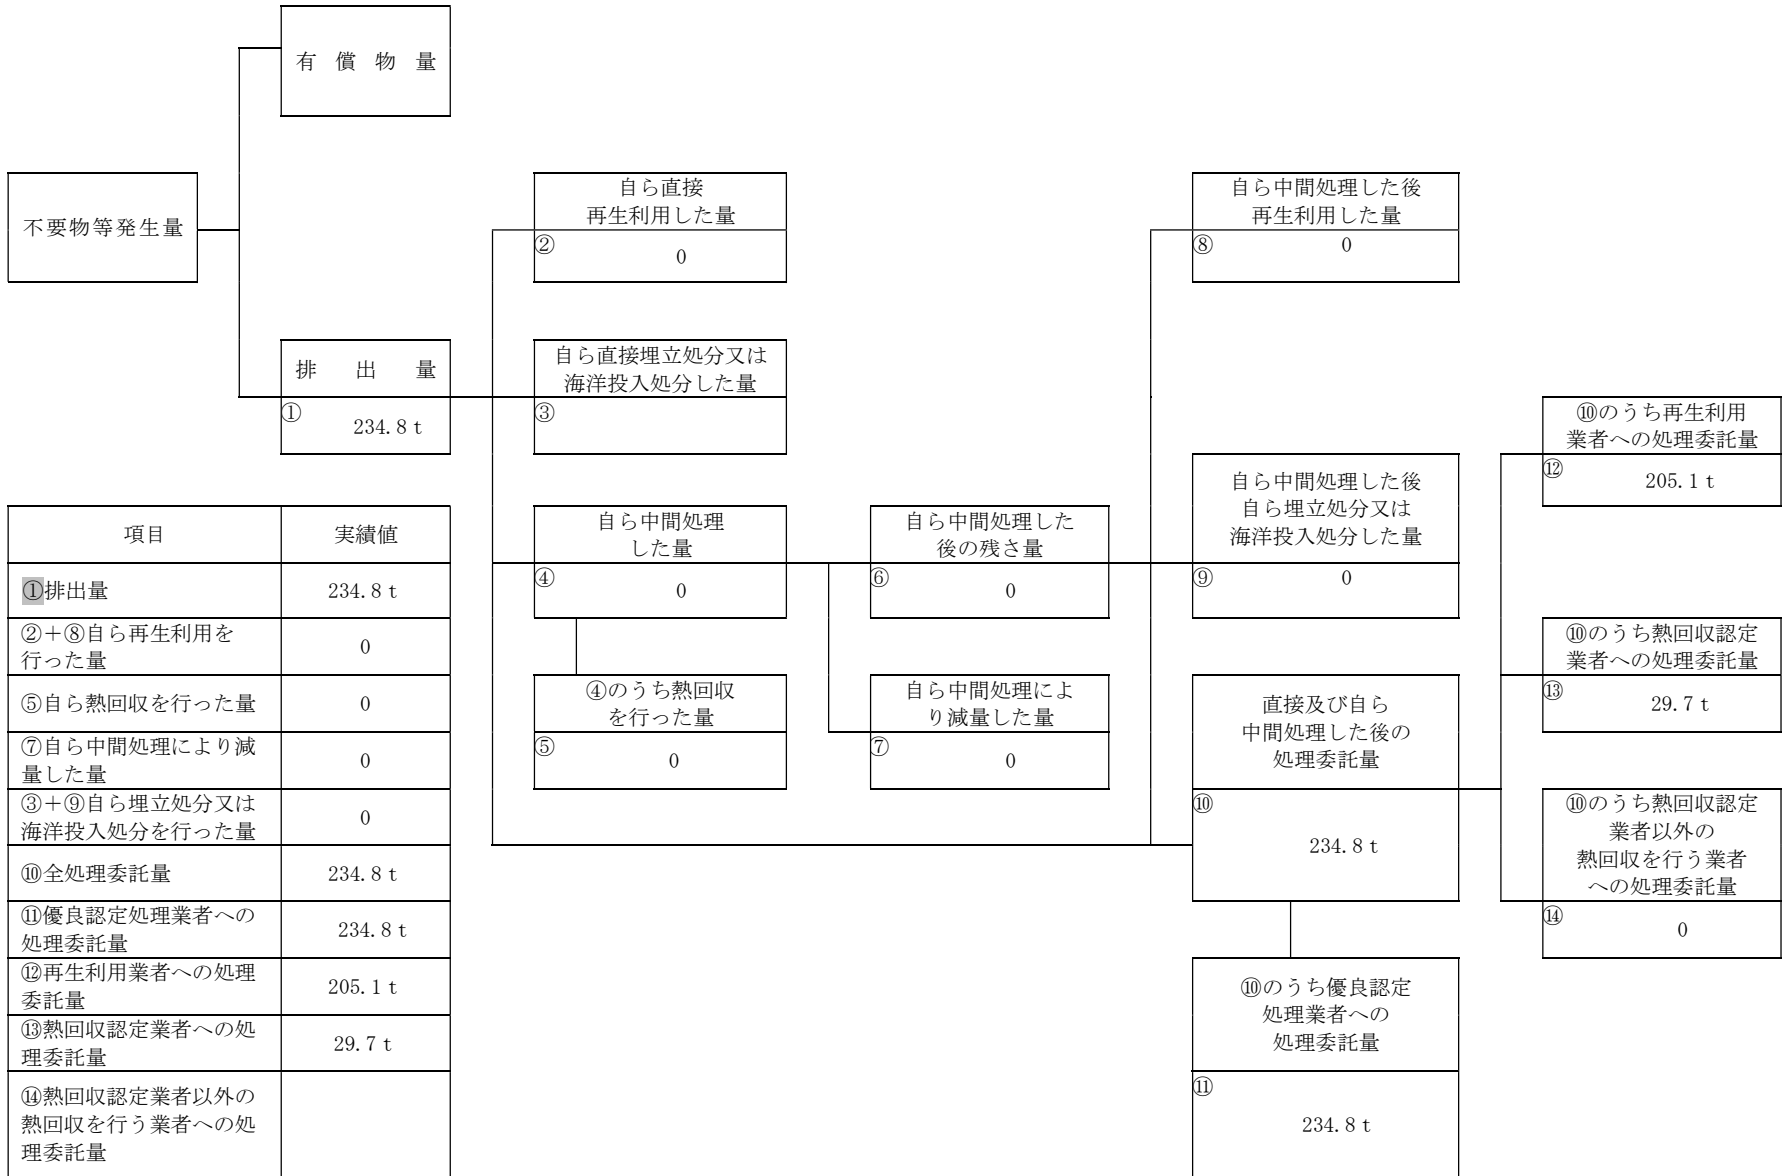 有償物量
不要物等発生量
自ら直接
再生利用した量
②
0
自ら中間処理した後
再生利用した量
⑧
0
排出量
①
234.8 t
自ら直接埋立処分又は
海洋投入処分した量
③
⑩のうち再生利用
業者への処理委託量
⑫
205.1 t
自ら中間処理した後
自ら埋立処分又は
海洋投入処分した量
⑨
0
自ら中間処理
した量
④
0
自ら中間処理した
後の残さ量
⑥
0
⑩のうち熱回収認定
業者への処理委託量
⑬
29.7 t
④のうち熱回収
を行った量
⑤
0
自ら中間処理によ
り減量した量
⑦
0
直接及び自ら
中間処理した後の
処理委託量
⑩
234.8 t
⑩のうち熱回収認定
業者以外の
熱回収を行う業者
への処理委託量
⑭
0
⑩のうち優良認定
処理業者への
処理委託量
⑪
234.8 t
項目 実績値
①排出量 234.8 t
②＋⑧自ら再生利用を
行った量 0
⑤自ら熱回収を行った量 0
⑦自ら中間処理により減
量した量 0
③＋⑨自ら埋立処分又は
海洋投入処分を行った量 0
⑩全処理委託量 234.8 t
⑪優良認定処理業者への
処理委託量 234.8 t
⑫再生利用業者への処理
委託量 205.1 t
⑬熱回収認定業者への処
理委託量 29.7 t
⑭熱回収認定業者以外の
熱回収を行う業者への処
理委託量